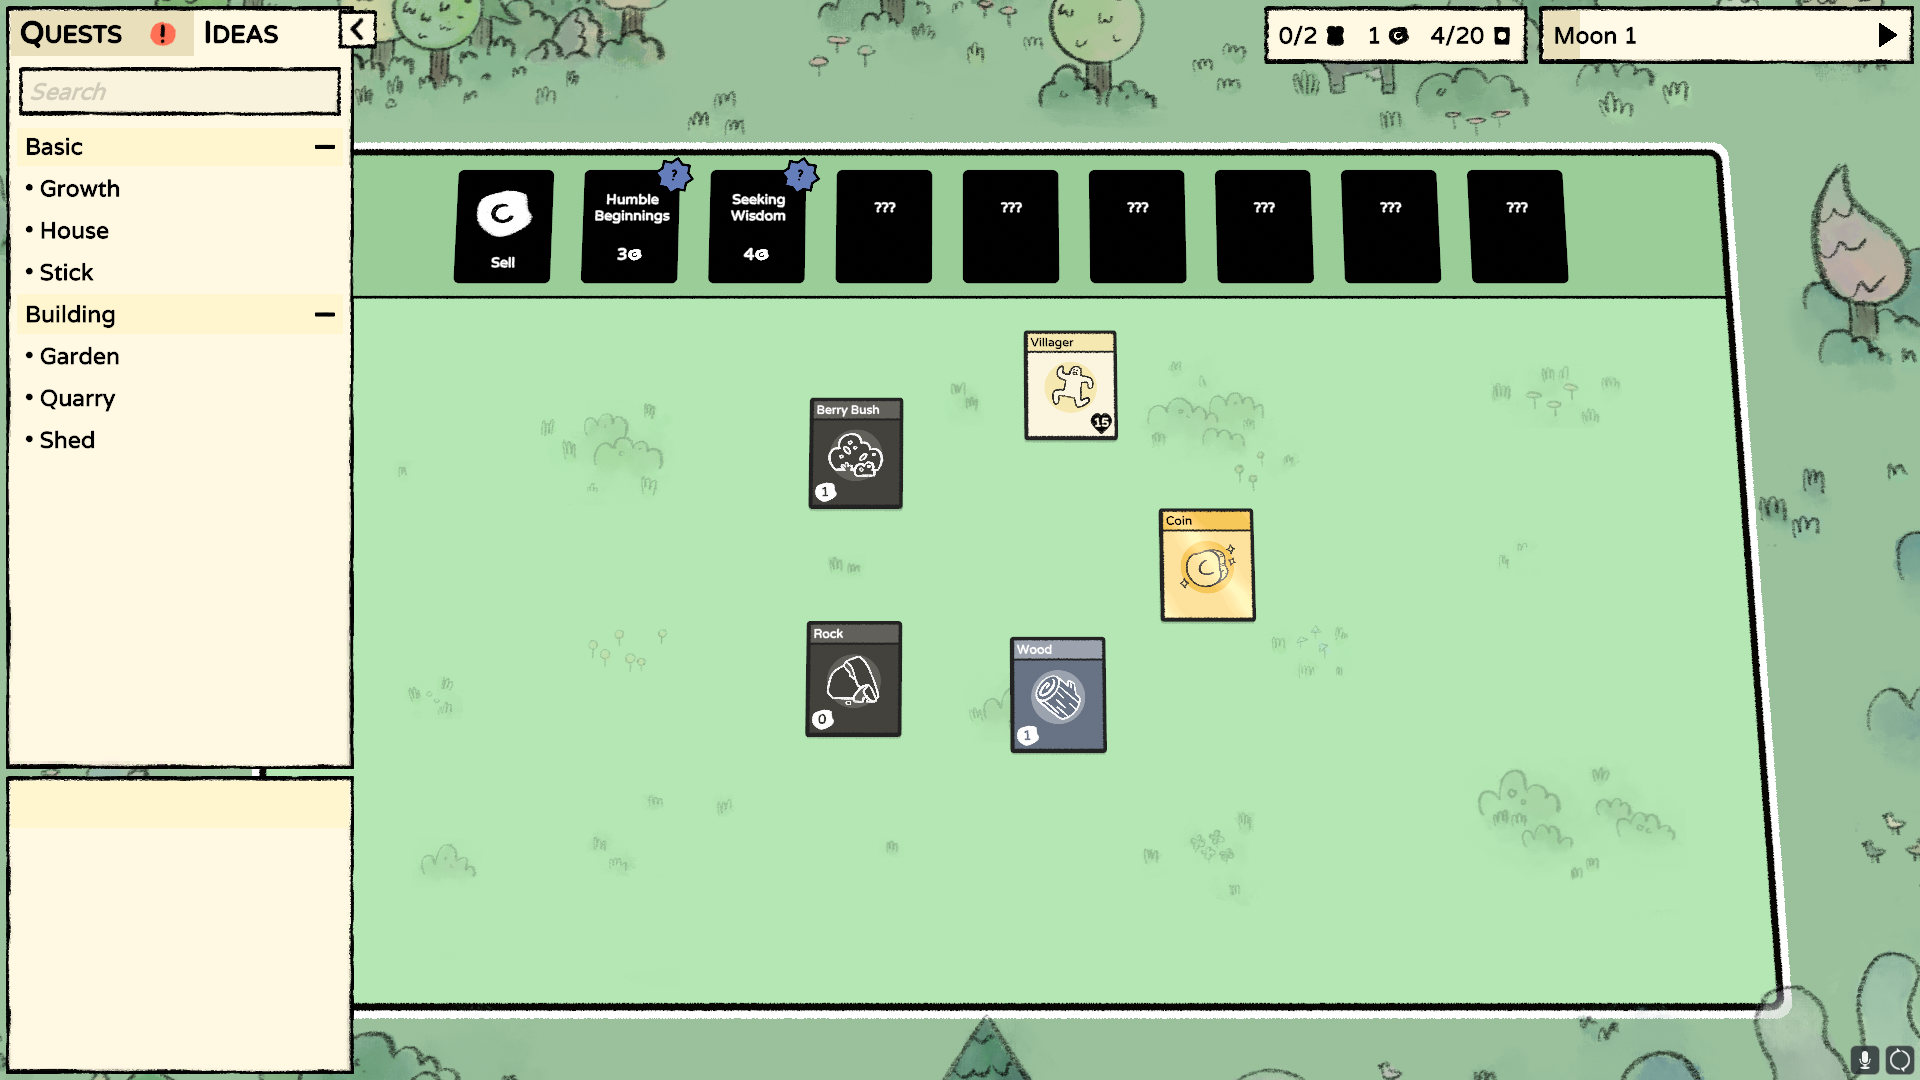 QUESTS ! IDEAS
0/2 1 4/20
Moon 1
Search
Basic
• Growth
• House
• Stick
Building
• Garden
• Quarry
• Shed
C
Sell
?
Humble
Beginnings
3
?
Seeking
Wisdom
4
???
???
???
???
???
???
Villager
15
Berry Bush
1
Coin
C
Rock
0
Wood
1